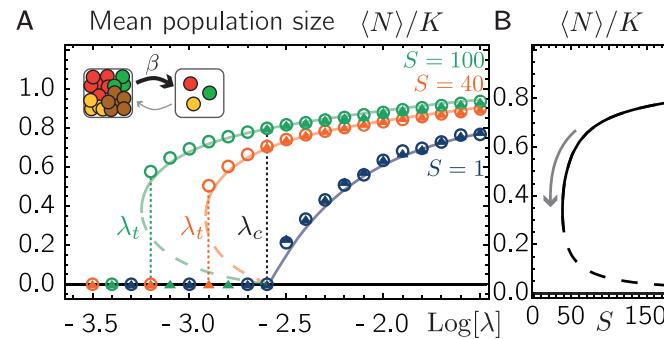 A Mean population size ⟨N⟩/K
β
S = 100
S = 40
S = 1
1.0
0.8
0.6
0.4
0.2
0.0
λt λt λc
- 3.5 - 3.0 - 2.5 - 2.0 Log[λ]
B ⟨N⟩/K
0.8
0.6
0.4
0.2
0.0
0 50 S 150